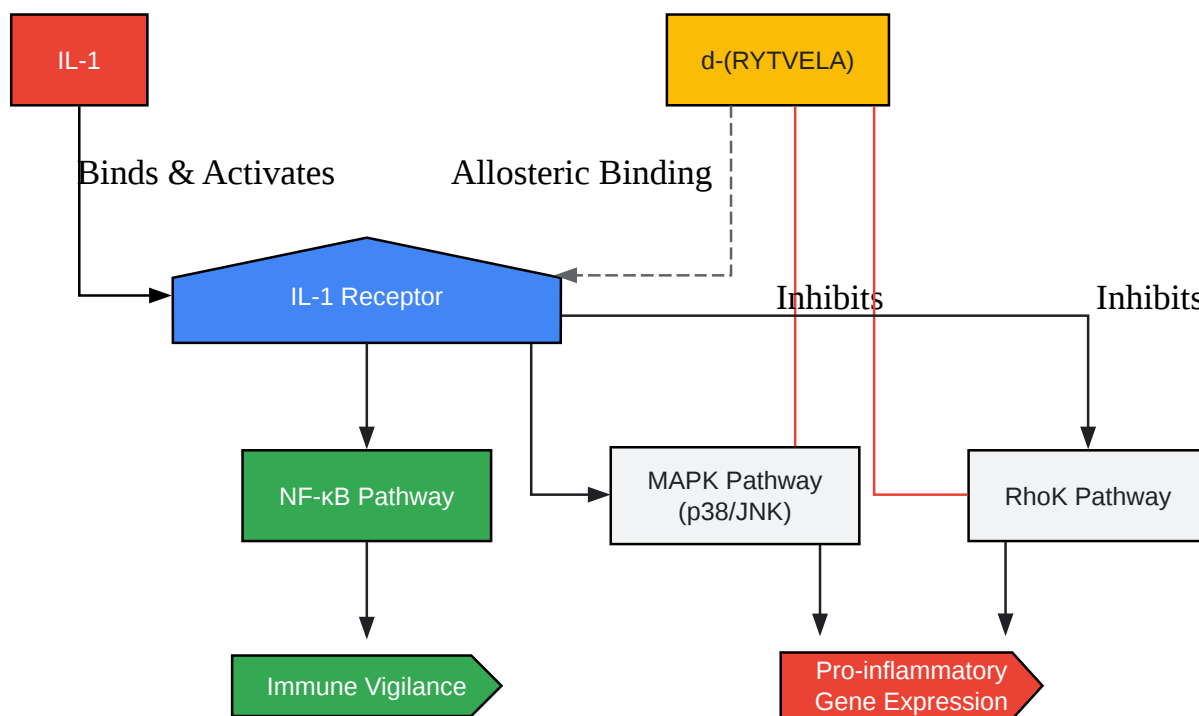 IL-1
d-(RYTVELA)
Binds & Activates
Allosteric Binding
IL-1 Receptor
Inhibits
Inhibits
NF-κB Pathway
MAPK Pathway
(p38/JNK)
RhoK Pathway
Immune Vigilance
Pro-inflammatory
Gene Expression